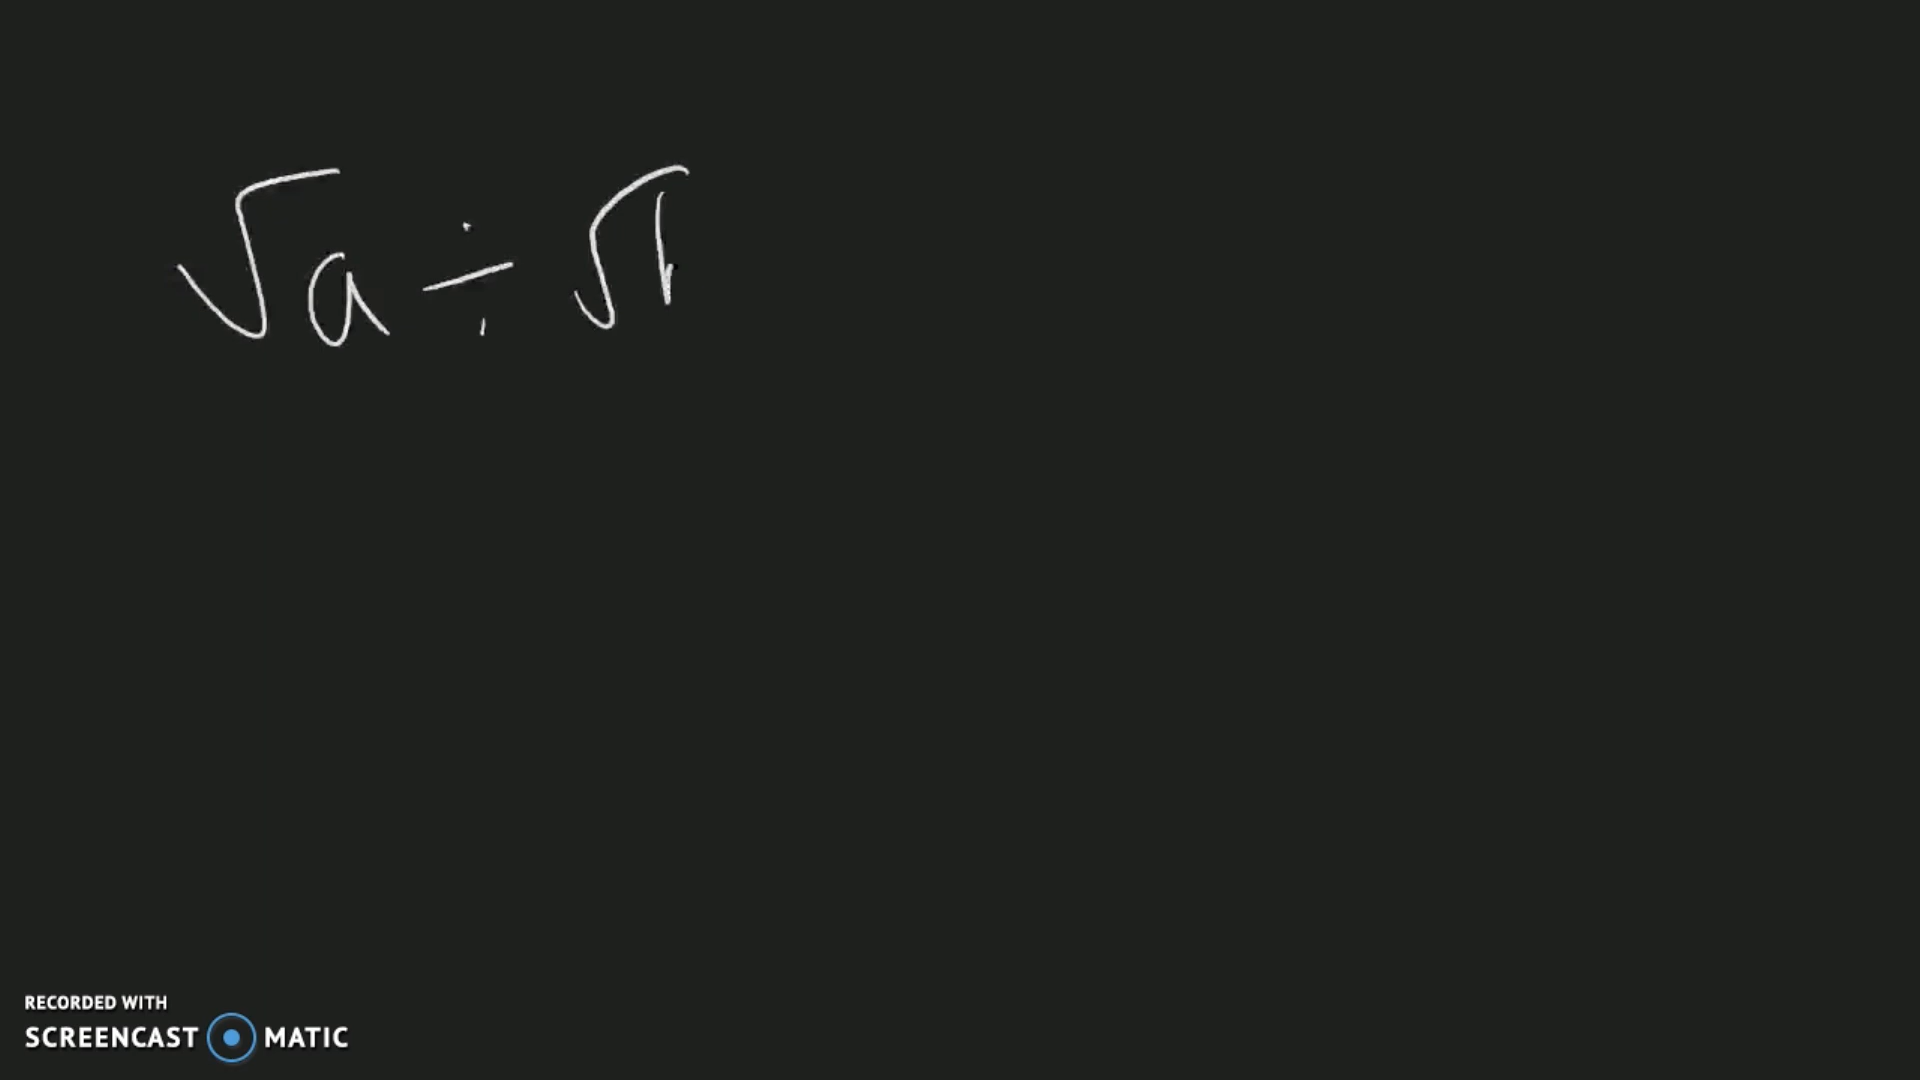 √a ÷ √
RECORDED WITH
SCREENCAST MATIC